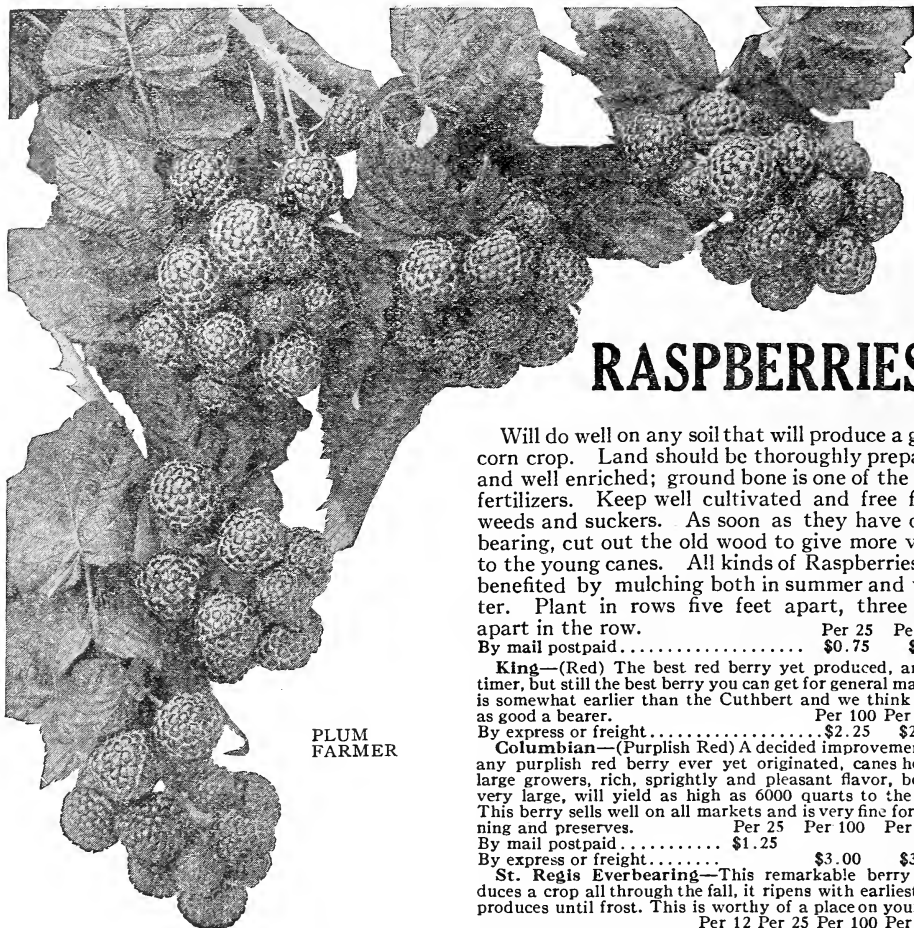 RASPBERRIES
Will do well on any soil that will produce a g
corn crop. Land should be thoroughly prepa
and well enriched; ground bone is one of the
fertilizers. Keep well cultivated and free f
weeds and suckers. As soon as they have d
bearing, cut out the old wood to give more v
to the young canes. All kinds of Raspberries
benefited by mulching both in summer and
ter. Plant in rows five feet apart, three
apart in the row. Per 25 Pe
By mail postpaid................... $0.75 $
King—(Red) The best red berry yet produced, an
timer, but still the best berry you can get for general ma
is somewhat earlier than the Cuthbert and we think
as good a bearer. Per 100 Per
By express or freight...................$2.25 $2
Columbian—(Purplish Red) A decided improveme
any purplish red berry ever yet originated, canes h
large growers, rich, sprightly and pleasant flavor, be
very large, will yield as high as 6000 quarts to the
This berry sells well on all markets and is very fine for
ning and preserves. Per 25 Per 100 Per
By mail postpaid........... $1.25
By express or freight........ $3.00 $3
St. Regis Everbearing—This remarkable berry
duces a crop all through the fall, it ripens with earliest
produces until frost. This is worthy of a place on you
Per 12 Per 25 Per 100 Per
PLUM
FARMER